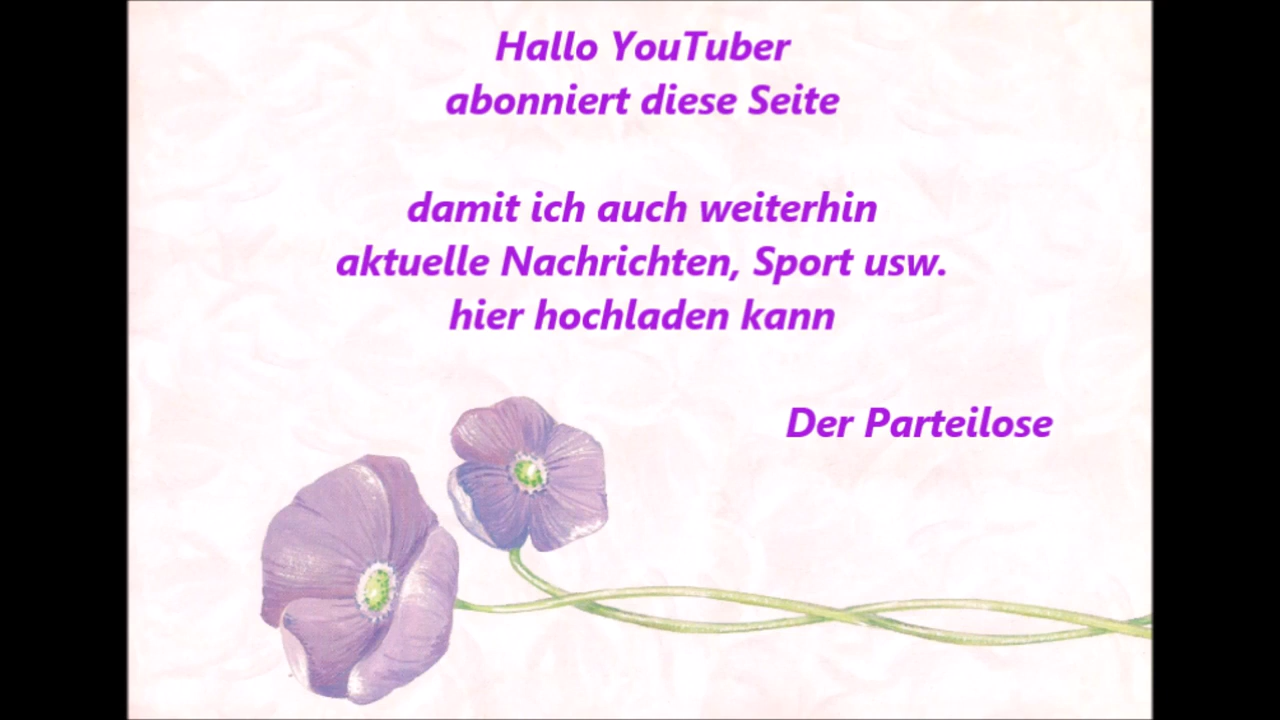 Hallo YouTuber
abonniert diese Seite
damit ich auch weiterhin
aktuelle Nachrichten, Sport usw.
hier hochladen kann
Der Parteilose